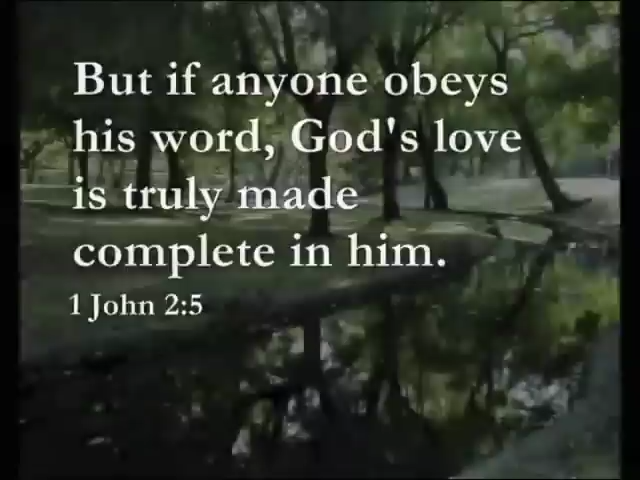 But if anyone obeys
his word, God's love
is truly made
complete in him.
1 John 2:5